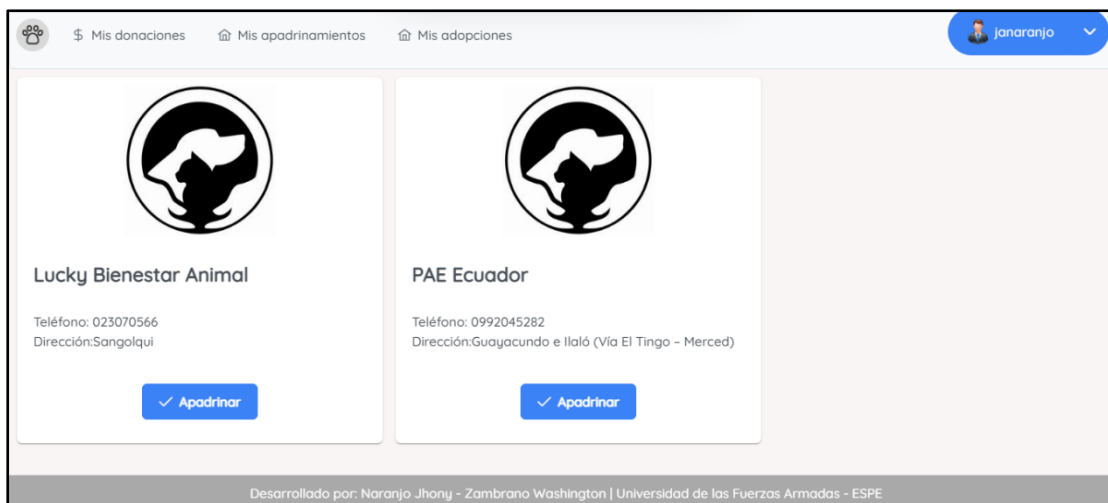 $ Mis donaciones Mis apadrinamientos Mis adopciones janaranjo
Lucky Bienestar Animal
Teléfono: 023070566
Dirección:Sangolqui
Apadrinar
PAE Ecuador
Teléfono: 0992045282
Dirección:Guayacundo e Ilaló (Vía El Tingo – Merced)
Apadrinar
Desarrollado por: Naranjo Jhony - Zambrano Washington | Universidad de las Fuerzas Armadas - ESPE